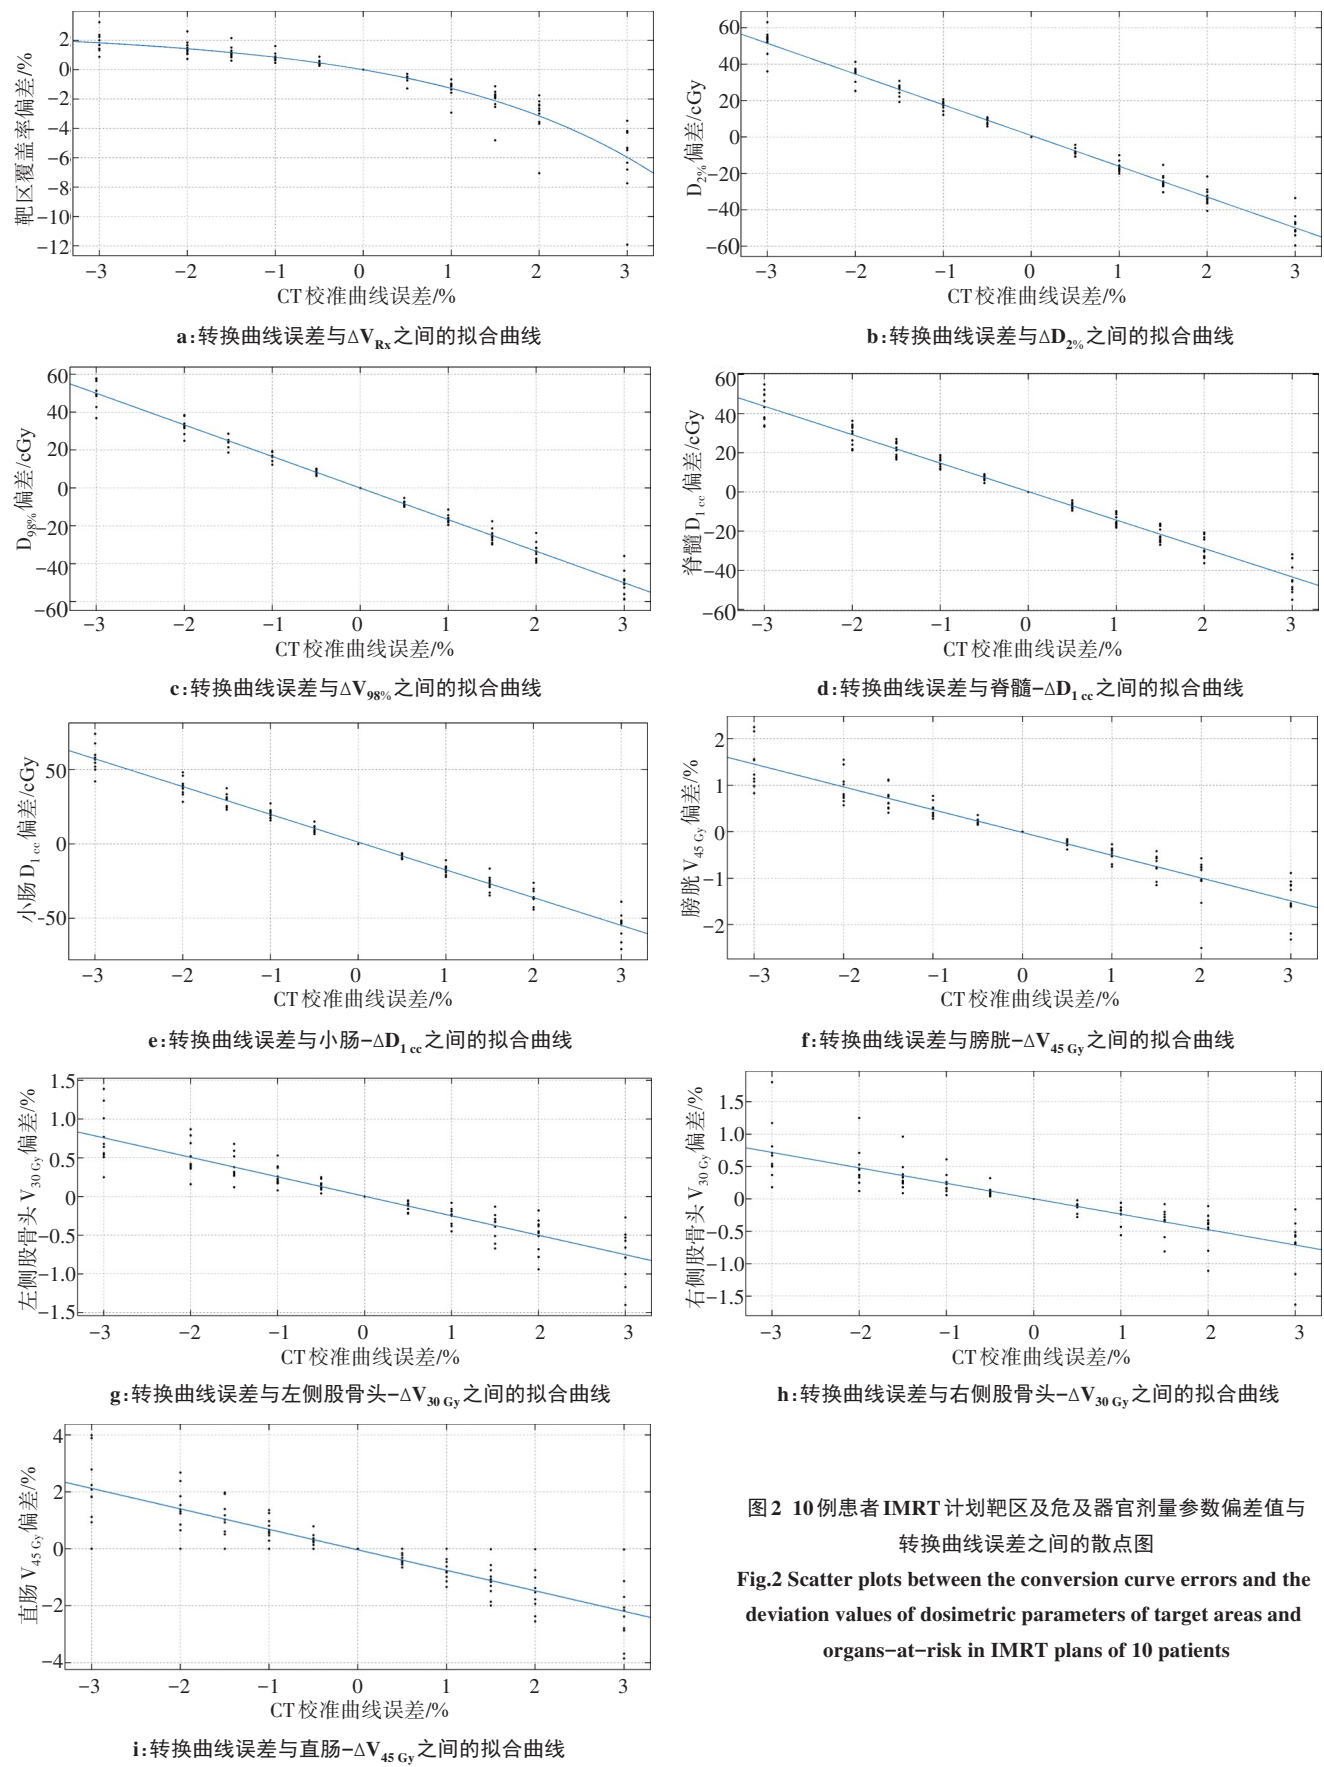 靶区覆盖率偏差/%
2
0
−2
−4
−6
−8
−10
−12
−3 −2 −1 0 1 2 3
CT校准曲线误差/%
a:转换曲线误差与ΔV_Rx之间的拟合曲线
D_2%偏差/cGy
60
40
20
0
−20
−40
−60
−3 −2 −1 0 1 2 3
CT校准曲线误差/%
b:转换曲线误差与ΔD_2%之间的拟合曲线
D_98%偏差/cGy
60
40
20
0
−20
−40
−60
−3 −2 −1 0 1 2 3
CT校准曲线误差/%
c:转换曲线误差与ΔV_98%之间的拟合曲线
脊髓D_1 cc偏差/cGy
60
40
20
0
−20
−40
−60
−3 −2 −1 0 1 2 3
CT校准曲线误差/%
d:转换曲线误差与脊髓−ΔD_1 cc之间的拟合曲线
小肠D_1 cc偏差/cGy
50
0
-50
−3 −2 −1 0 1 2 3
CT校准曲线误差/%
e:转换曲线误差与小肠−ΔD_1 cc之间的拟合曲线
膀胱V_45 Gy偏差/%
2
1
0
−1
−2
−3 −2 −1 0 1 2 3
CT校准曲线误差/%
f:转换曲线误差与膀胱−ΔV_45 Gy之间的拟合曲线
左侧股骨头V_30 Gy偏差/%
1.5
1.0
0.5
0
−0.5
−1.0
−1.5
−3 −2 −1 0 1 2 3
CT校准曲线误差/%
g:转换曲线误差与左侧股骨头−ΔV_30 Gy之间的拟合曲线
右侧股骨头V_30 Gy偏差/%
1.5
1.0
0.5
0
−0.5
−1.0
−1.5
−3 −2 −1 0 1 2 3
CT校准曲线误差/%
h:转换曲线误差与右侧股骨头−ΔV_30 Gy之间的拟合曲线
直肠V_45 Gy偏差/%
4
2
0
−2
−4
−3 −2 −1 0 1 2 3
CT校准曲线误差/%
i:转换曲线误差与直肠−ΔV_45 Gy之间的拟合曲线
图2 10例患者IMRT计划靶区及危及器官剂量参数偏差值与
转换曲线误差之间的散点图
Fig.2 Scatter plots between the conversion curve errors and the
deviation values of dosimetric parameters of target areas and
organs−at−risk in IMRT plans of 10 patients